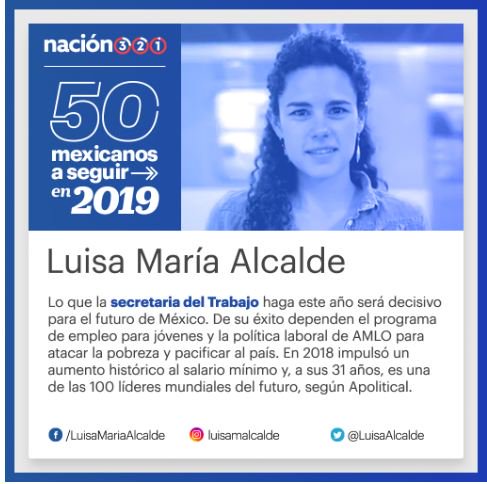 nación321
50
mexicanos
a seguir
en 2019
Luisa María Alcalde
Lo que la secretaria del Trabajo haga este año será decisivo
para el futuro de México. De su éxito dependen el programa
de empleo para jóvenes y la política laboral de AMLO para
atacar la pobreza y pacificar al país. En 2018 impulsó un
aumento histórico al salario mínimo y, a sus 31 años, es una
de las 100 líderes mundiales del futuro, según Apolitical.
/LuisaMariaAlcalde luisamalcalde @LuisaAlcalde